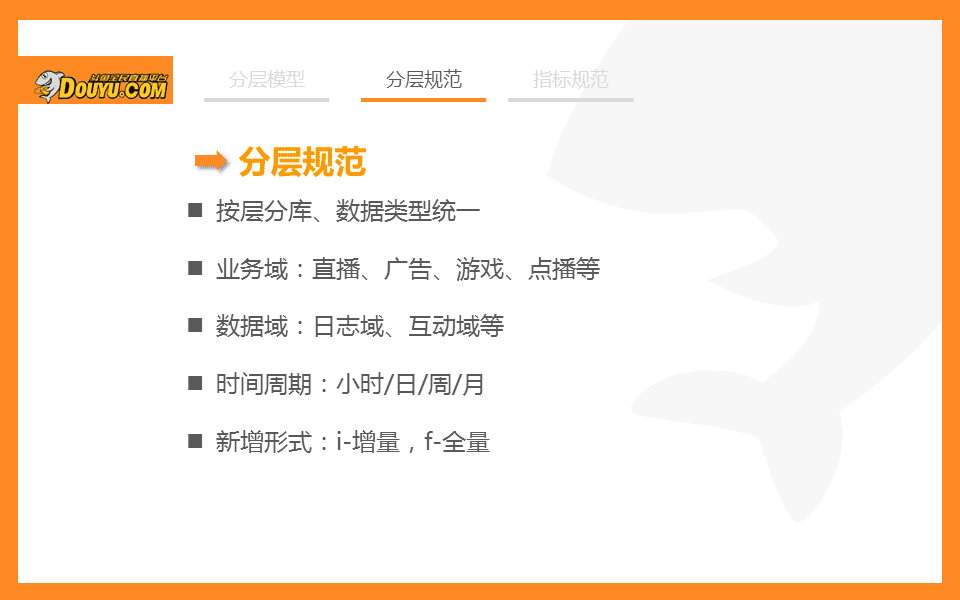 斗鱼全民直播平台
DOUYU.COM
分层模型
分层规范
指标规范
分层规范
按层分库、数据类型统一
业务域：直播、广告、游戏、点播等
数据域：日志域、互动域等
时间周期：小时/日/周/月
新增形式：i-增量，f-全量